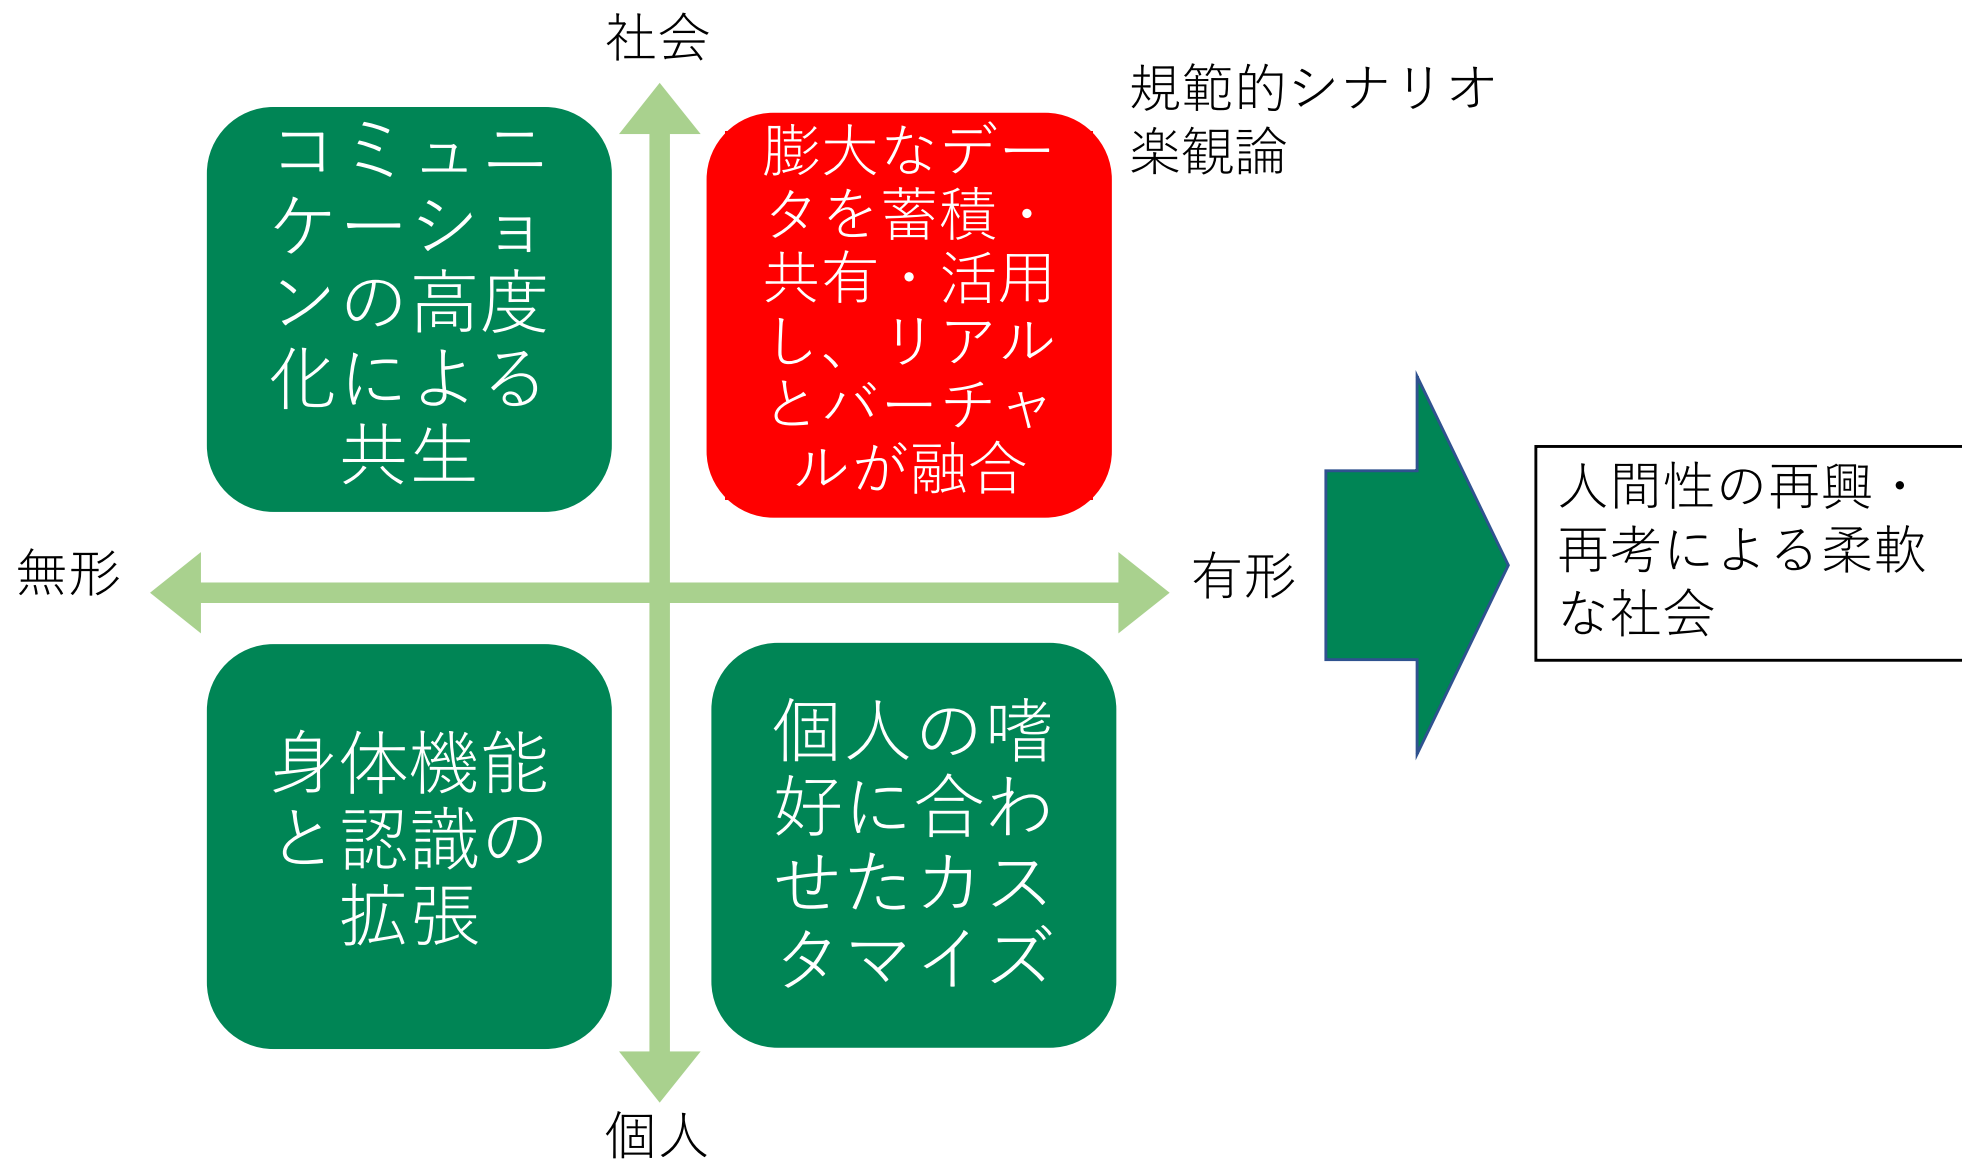 社会
規範的シナリオ
楽観論
コミュニ
ケーショ
ンの高度
化による
共生
膨大なデー
タを蓄積・
共有・活用
し、リアル
とバーチャ
ルが融合
無形
有形
人間性の再興・
再考による柔軟
な社会
身体機能
と認識の
拡張
個人の嗜
好に合わ
せたカス
タマイズ
個人